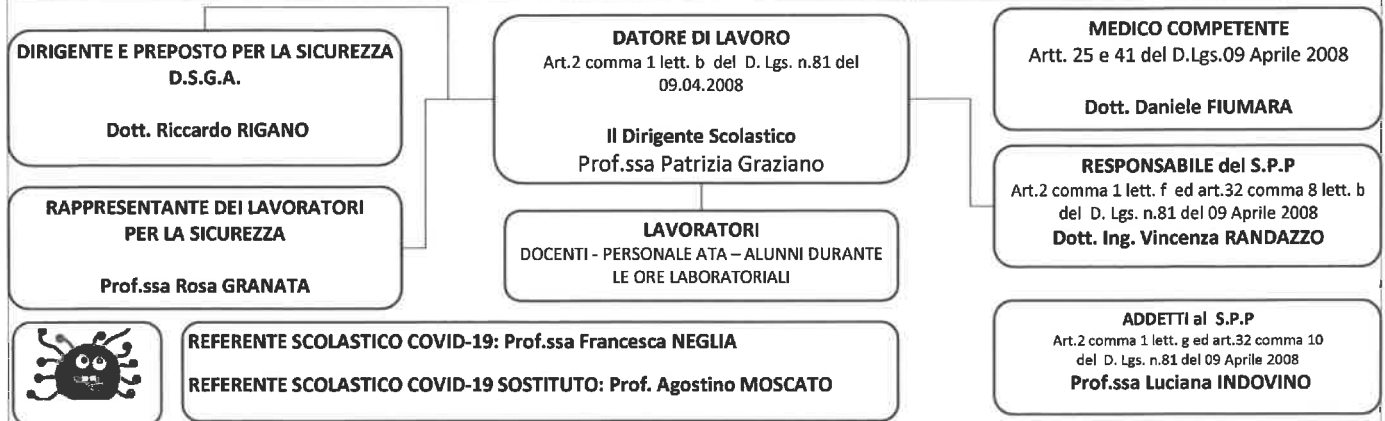 DIRIGENTE E PREPOSTO PER LA SICUREZZA
D.S.G.A.
Dott. Riccardo RIGANO
RAPPRESENTANTE DEI LAVORATORI
PER LA SICUREZZA
Prof.ssa Rosa GRANATA
DATORE DI LAVORO
Art.2 comma 1 lett. b del D. Lgs. n.81 del
09.04.2008
Il Dirigente Scolastico
Prof.ssa Patrizia Graziano
LAVORATORI
DOCENTI - PERSONALE ATA – ALUNNI DURANTE
LE ORE LABORATORIALI
MEDICO COMPETENTE
Artt. 25 e 41 del D.Lgs.09 Aprile 2008
Dott. Daniele FIUMARA
RESPONSABILE del S.P.P
Art.2 comma 1 lett. f ed art.32 comma 8 lett. b
del D. Lgs. n.81 del 09 Aprile 2008
Dott. Ing. Vincenza RANDAZZO
ADDETTI al S.P.P
Art.2 comma 1 lett. g ed art.32 comma 10
del D. Lgs. n.81 del 09 Aprile 2008
Prof.ssa Luciana INDOVINO
REFERENTE SCOLASTICO COVID-19: Prof.ssa Francesca NEGLIA
REFERENTE SCOLASTICO COVID-19 SOSTITUTO: Prof. Agostino MOSCATO